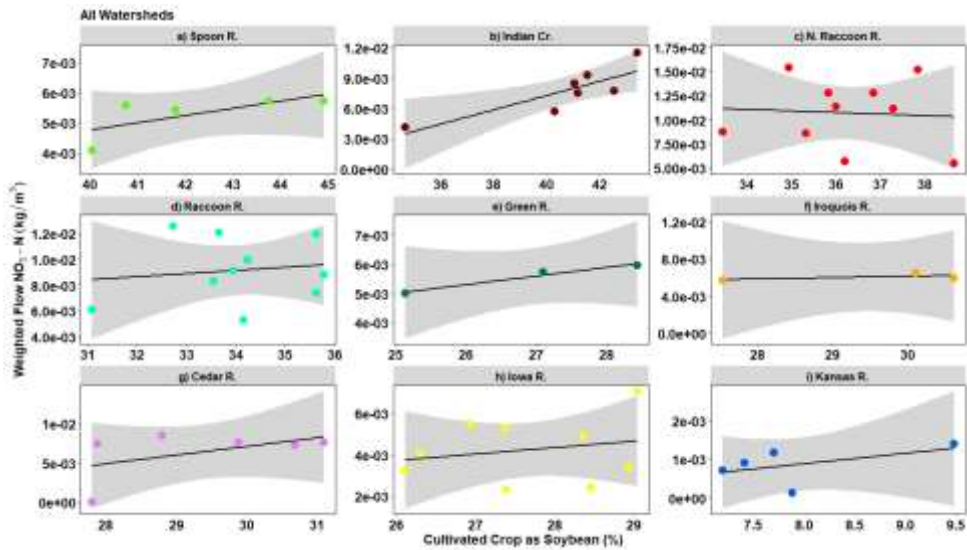 All Watersheds
a) Spoon R.
b) Indian Cr.
c) N. Raccoon R.
7e-03
6e-03
5e-03
4e-03
40 41 42 43 44 45
1.2e-02
9.0e-03
6.0e-03
3.0e-03
0.0e+00
36 38 40 42
1.75e-02
1.50e-02
1.25e-02
1.00e-02
7.50e-03
5.00e-03
34 35 36 37 38
Weighted Flow NO₃ - N (kg/m³)
d) Raccoon R.
e) Green R.
f) Iroquois R.
1.2e-02
1.0e-02
8.0e-03
6.0e-03
4.0e-03
31 32 33 34 35 36
7e-03
6e-03
5e-03
4e-03
25 26 27 28
1.2e-02
8.0e-03
4.0e-03
0.0e+00
28 29 30
g) Cedar R.
h) Iowa R.
i) Kansas R.
1e-02
5e-03
0e+00
28 29 30 31
6e-03
4e-03
2e-03
26 27 28 29
2e-03
1e-03
0e+00
7.5 8.0 8.5 9.0 9.5
Cultivated Crop as Soybean (%)